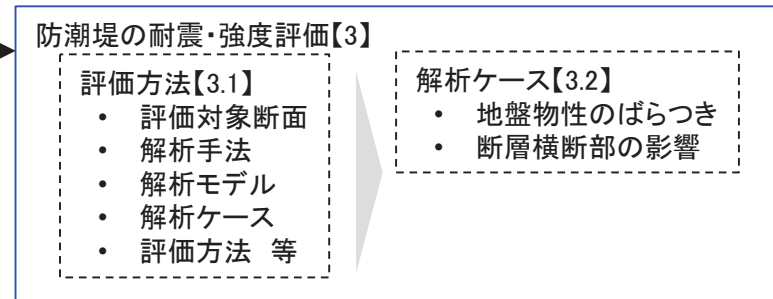 防潮堤の耐震・強度評価【3】
評価方法【3.1】
• 評価対象断面
• 解析手法
• 解析モデル
• 解析ケース
• 評価方法 等
解析ケース【3.2】
• 地盤物性のばらつき
• 断層横断部の影響